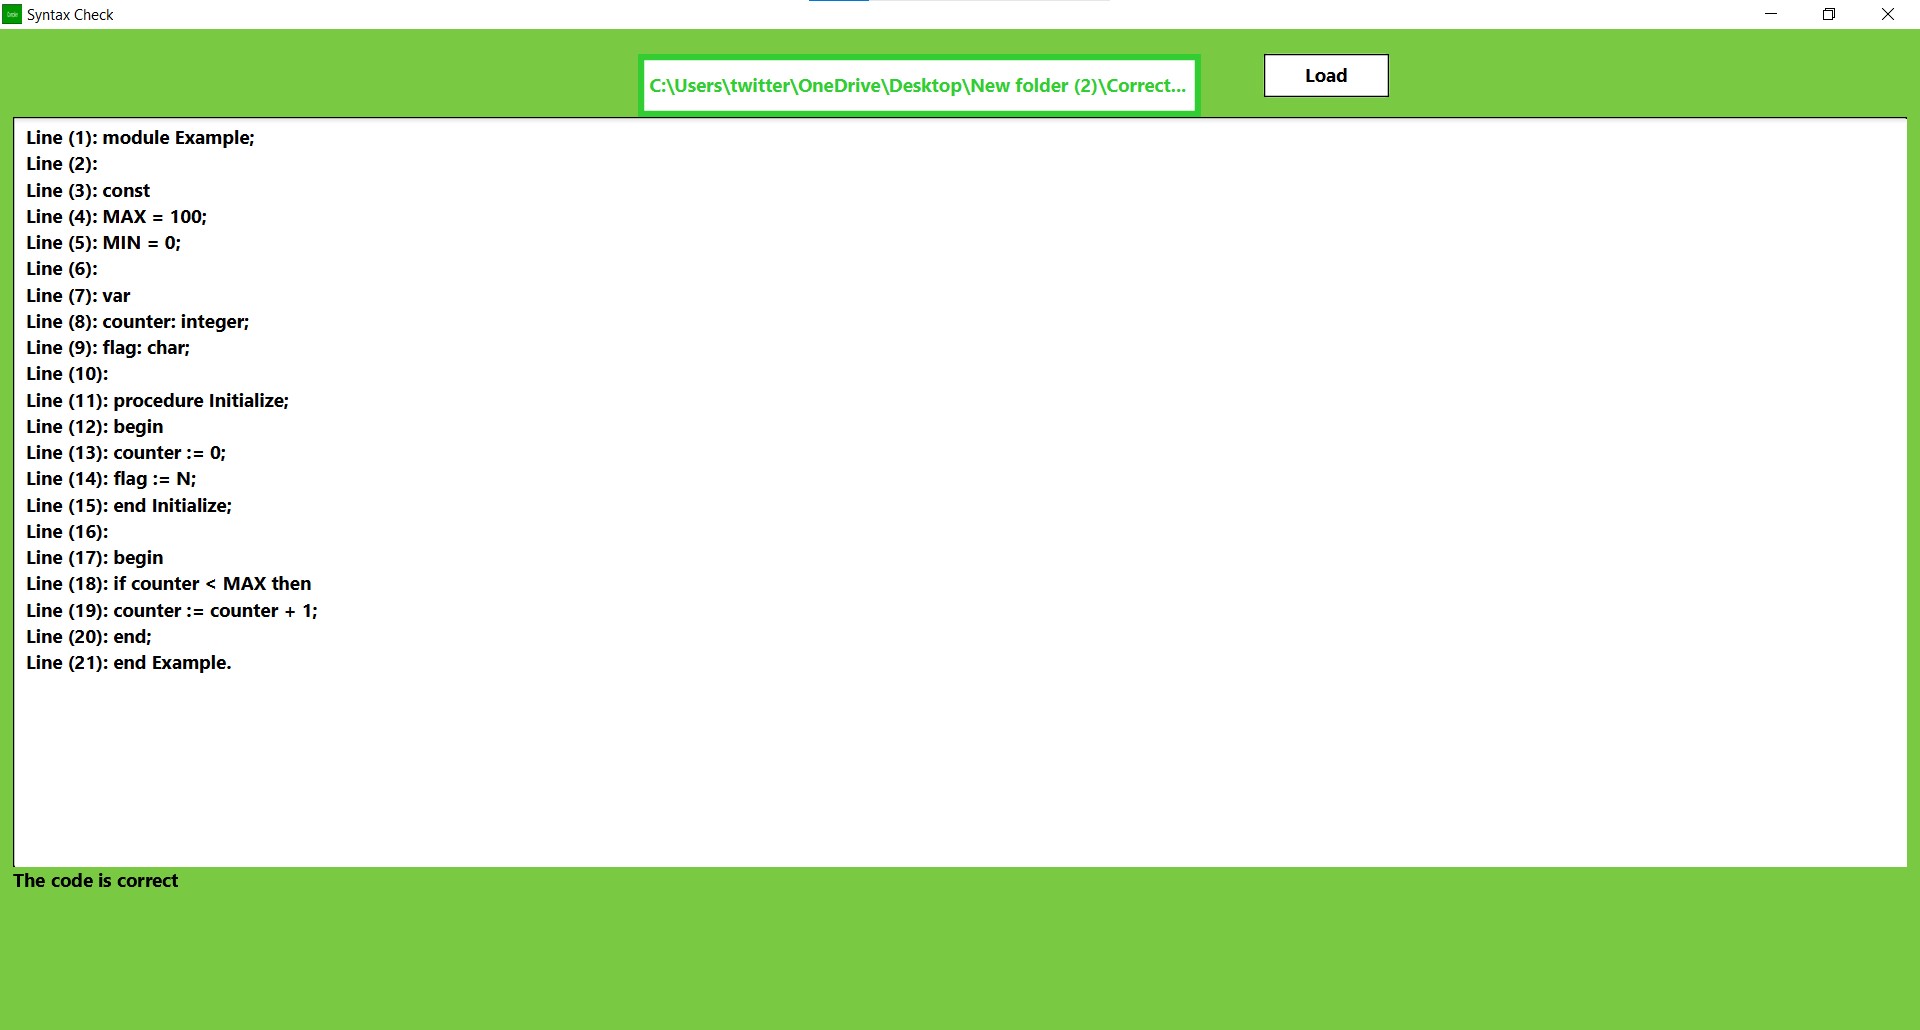 Syntax Check
C:\Users\twitter\OneDrive\Desktop\New folder (2)\Correct...
Load
Line (1): module Example;
Line (2):
Line (3): const
Line (4): MAX = 100;
Line (5): MIN = 0;
Line (6):
Line (7): var
Line (8): counter: integer;
Line (9): flag: char;
Line (10):
Line (11): procedure Initialize;
Line (12): begin
Line (13): counter := 0;
Line (14): flag := N;
Line (15): end Initialize;
Line (16):
Line (17): begin
Line (18): if counter < MAX then
Line (19): counter := counter + 1;
Line (20): end;
Line (21): end Example.
The code is correct